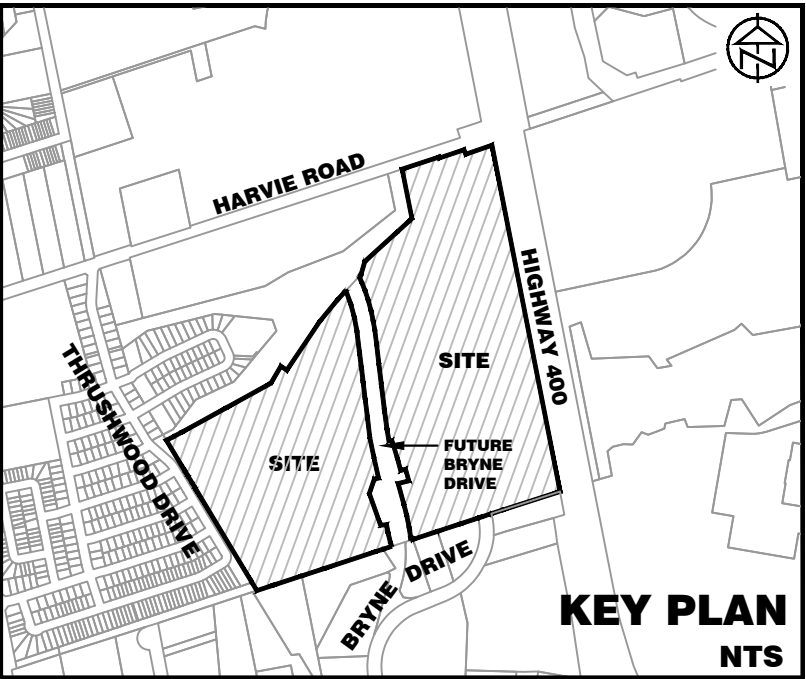 N
HARVIE ROAD
HIGHWAY 400
THRUSHWOOD DRIVE
SITE
SITE
FUTURE
BRYNE
DRIVE
BRYNE DRIVE
KEY PLAN
NTS